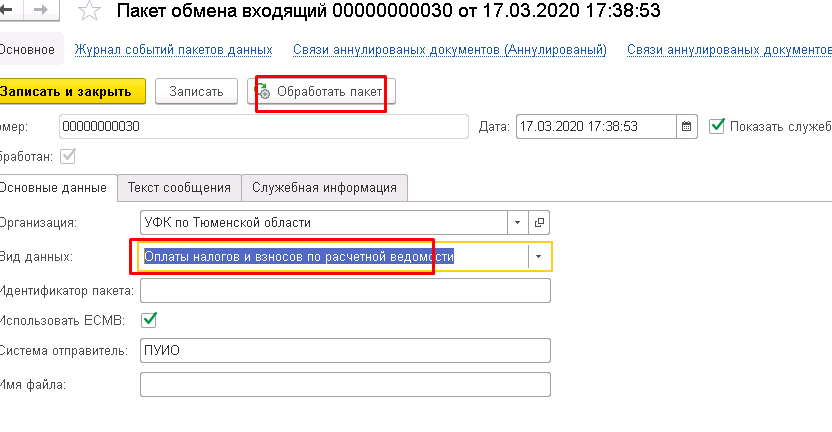 Пакет обмена входящий 00000000030 от 17.03.2020 17:38:53
Основное Журнал событий пакетов данных Связи аннулированых документов (Аннулированый) Связи аннулированых документов
Записать и закрыть Записать Обработать пакет
омер: 00000000030 Дата: 17.03.2020 17:38:53 Показать служеб
бработан:
Основные данные Текст сообщения Служебная информация
Организация: УФК по Тюменской области
Вид данных: Оплаты налогов и взносов по расчетной ведомости
Идентификатор пакета:
Использовать ЕСМВ:
Система отправитель: ПУИО
Имя файла: